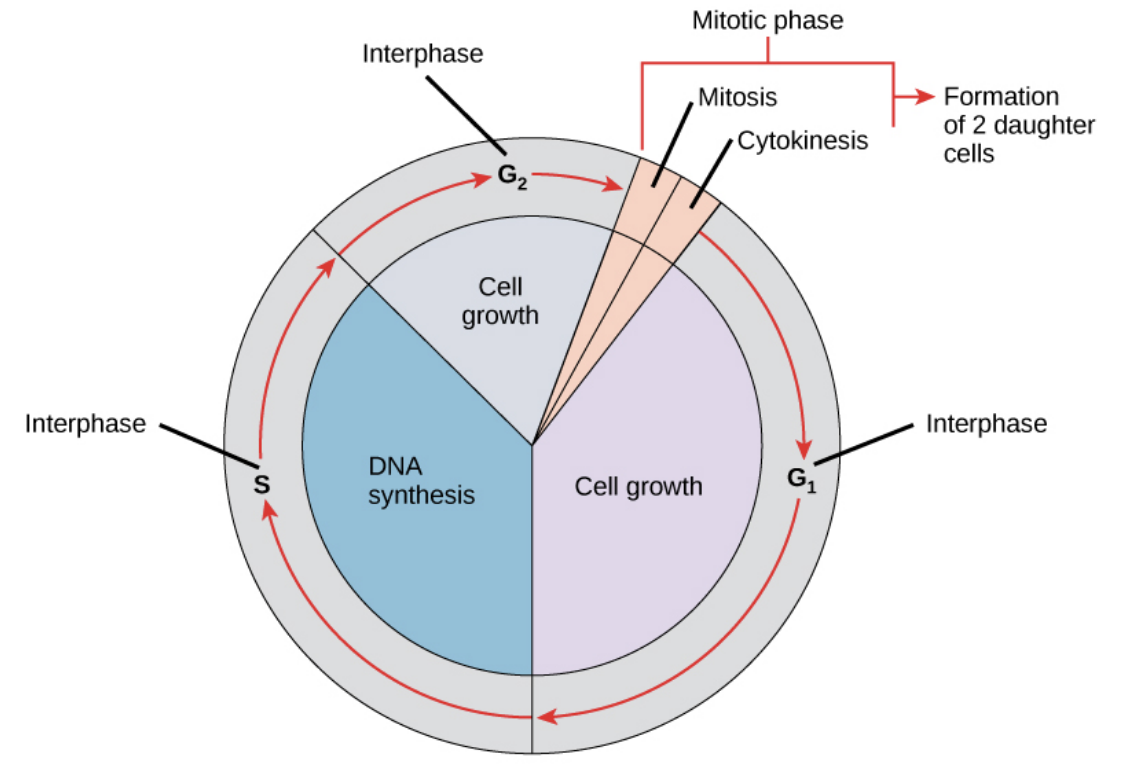 Mitotic phase
Interphase
Mitosis
Formation
of 2 daughter
cells
Cytokinesis
G₂
Cell
growth
Interphase
Interphase
DNA
synthesis
S
Cell growth
G₁